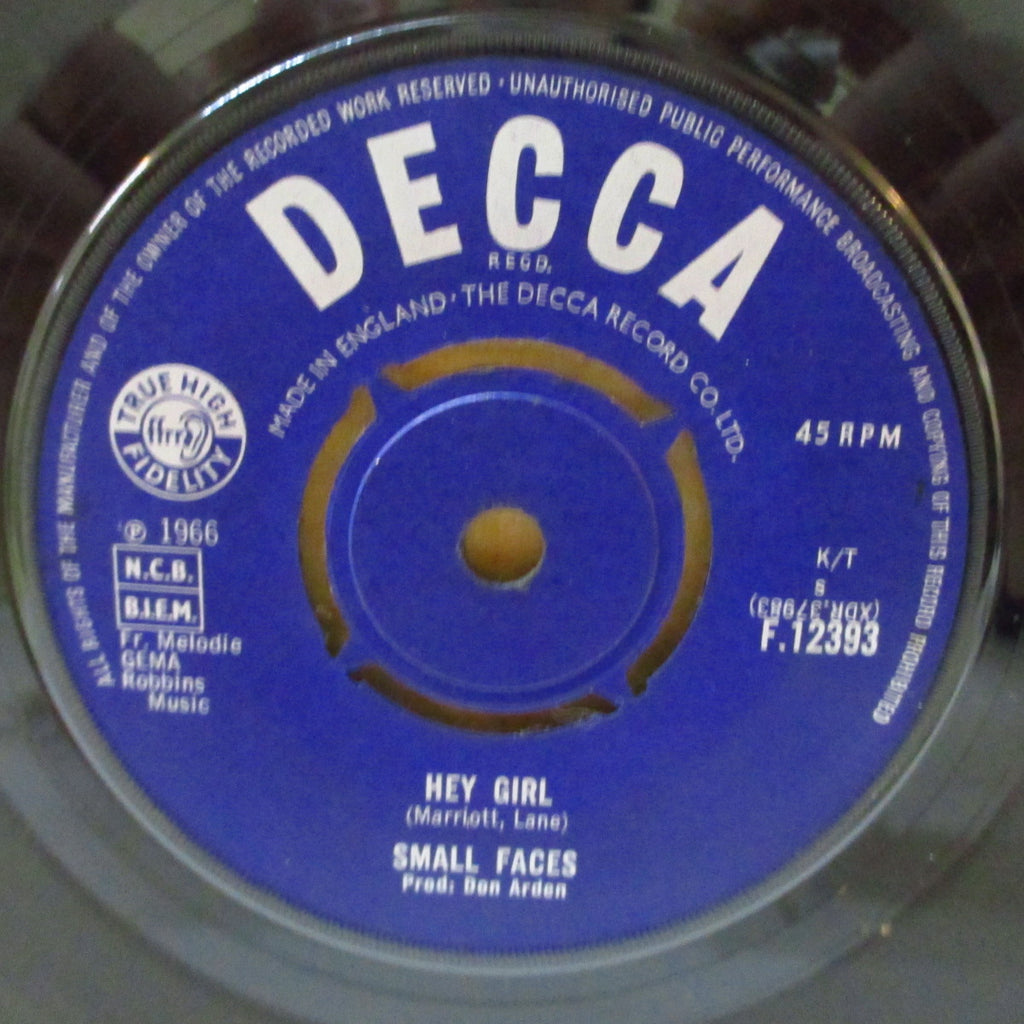 ALL RIGHTS OF THE MANUFACTURER AND OF THE OWNER OF THE RECORDED WORK RESERVED · UNAUTHORISED PUBLIC PERFORMANCE BROADCASTING AND COPYING OF THIS RECORD PROHIBITED
DECCA
REGD.
MADE IN ENGLAND · THE DECCA RECORD CO. LTD.
TRUE HIGH
ffrr
FIDELITY
45 RPM
℗ 1966
N.C.B.
B.I.E.M.
Fr. Melodie
GEMA
Robbins
Music
K/T
S
(XDR.37983)
F.12393
HEY GIRL
(Marriott, Lane)
SMALL FACES
Prod: Don Arden